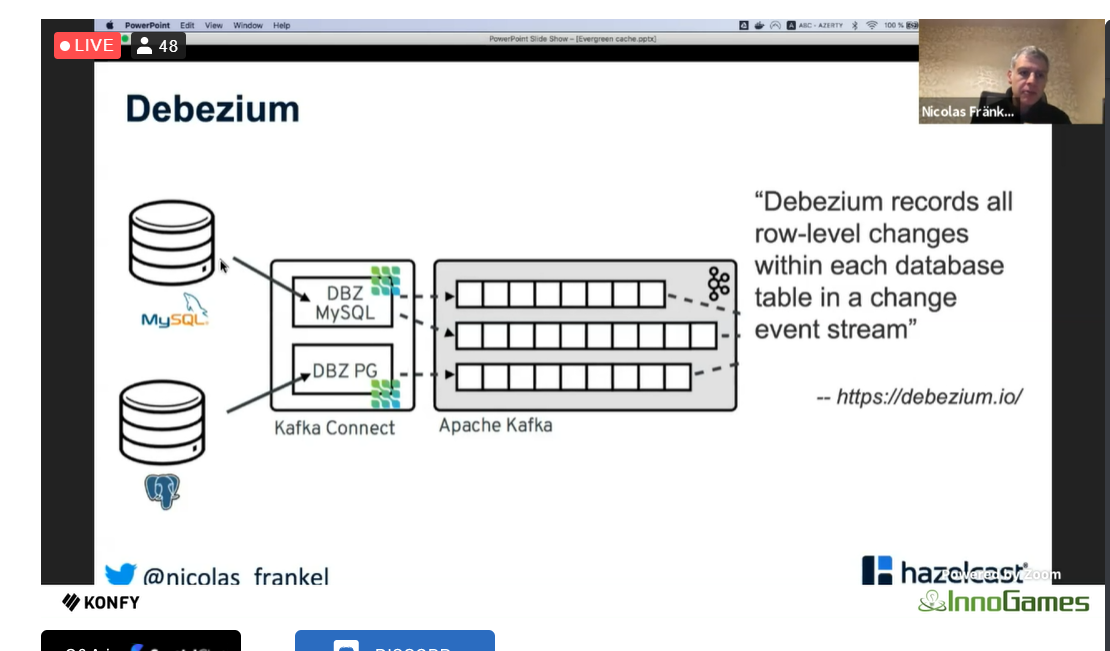 PowerPoint Edit View Window Help
ABC - AZERTY 100 %
PowerPoint Slide Show - [Evergreen cache.pptx]
LIVE 48
Nicolas Fränk...
Debezium
“Debezium records all
row-level changes
within each database
table in a change
event stream”
-- https://debezium.io/
MySQL
DBZ
MySQL
DBZ PG
Kafka Connect
Apache Kafka
@nicolas_frankel
hazelcast
Powered by Zoom
KONFY
InnoGames
DISCORD